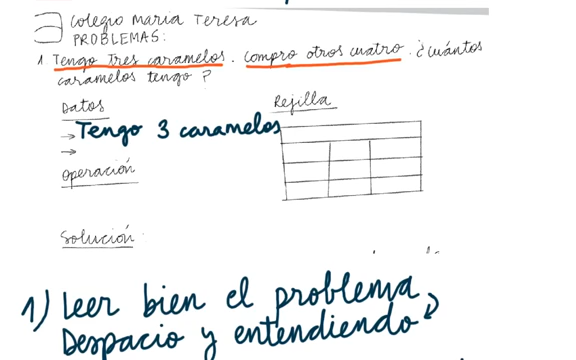 Colegio Maria Teresa
PROBLEMAS:
1 Tengo tres caramelos. Compro otros cuatro. ¿cuántos
caramelos tengo?
Datos
Rejilla
→ Tengo 3 caramelos
→
operación
Solución:
1) Leer bien el problema,
Despacio y entendiendo